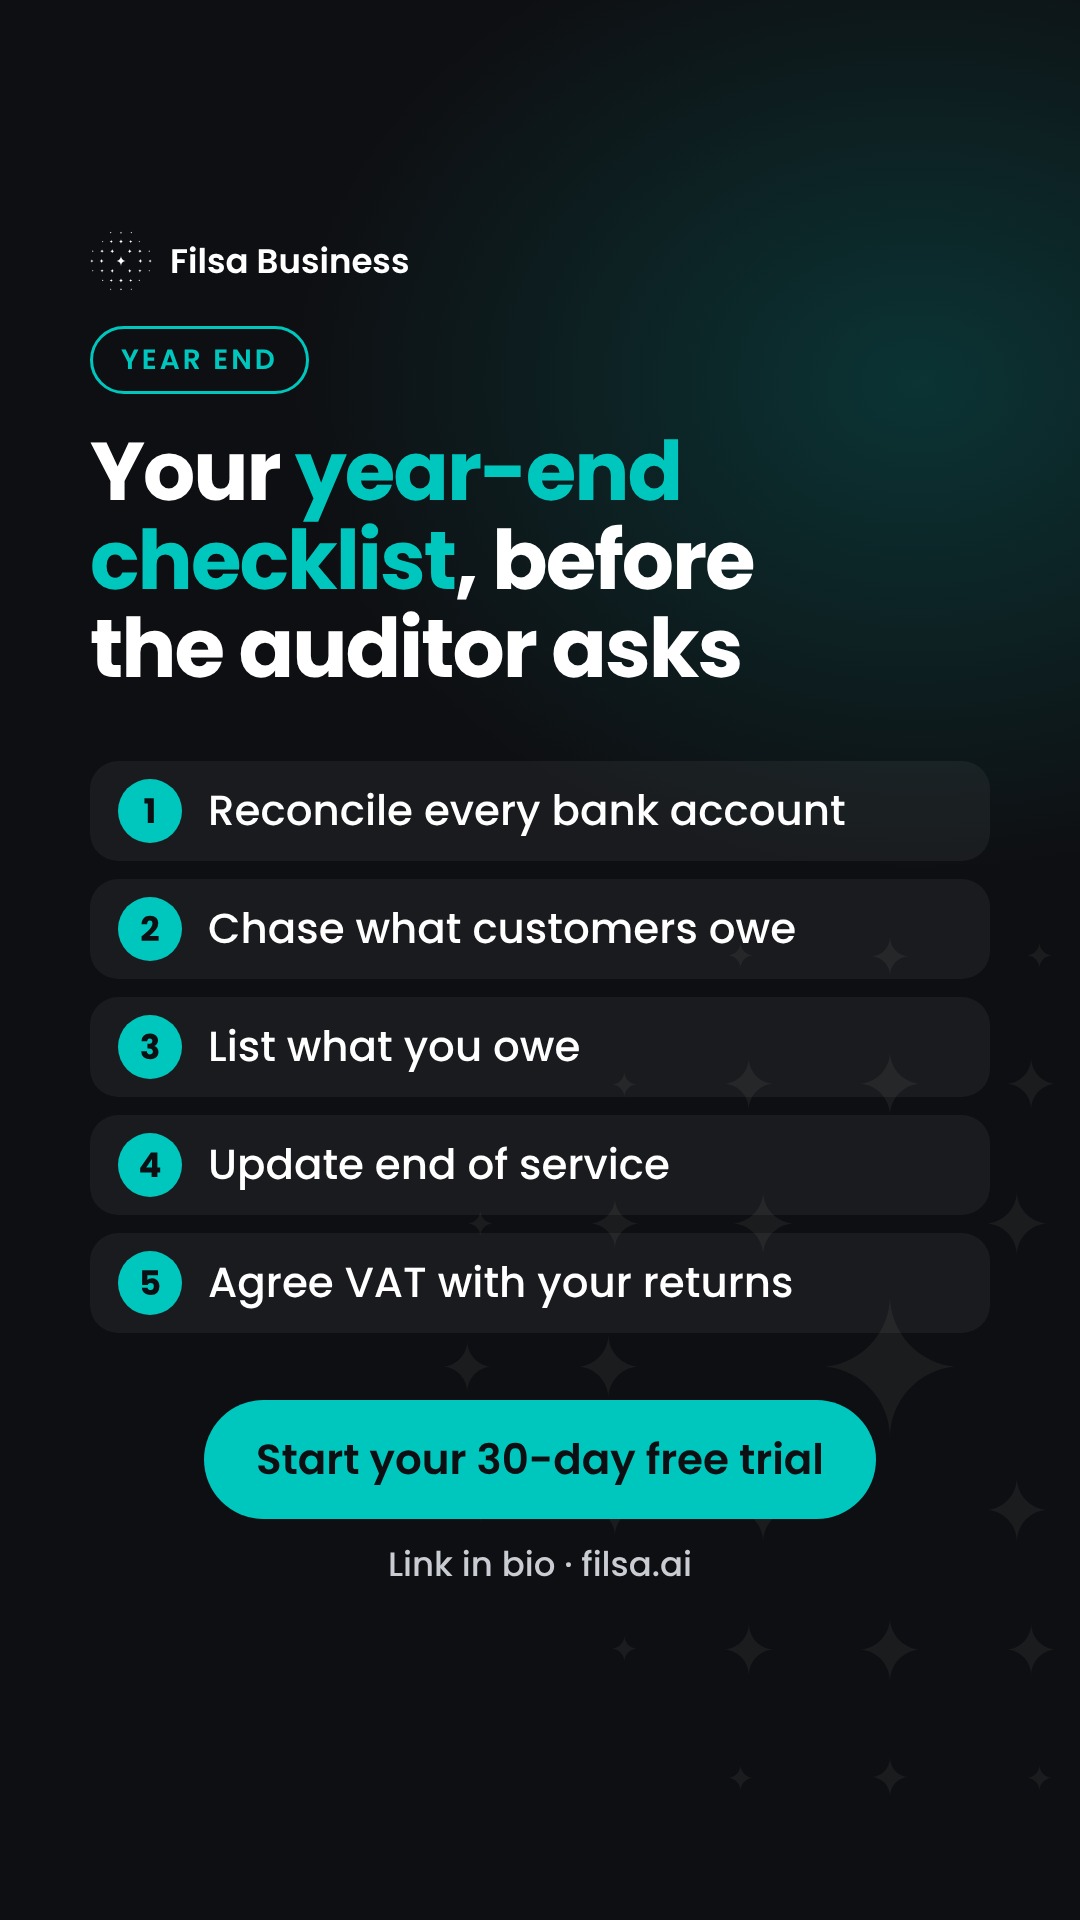 Filsa Business
YEAR END
Your year-end
checklist, before
the auditor asks
1 Reconcile every bank account
2 Chase what customers owe
3 List what you owe
4 Update end of service
5 Agree VAT with your returns
Start your 30-day free trial
Link in bio · filsa.ai